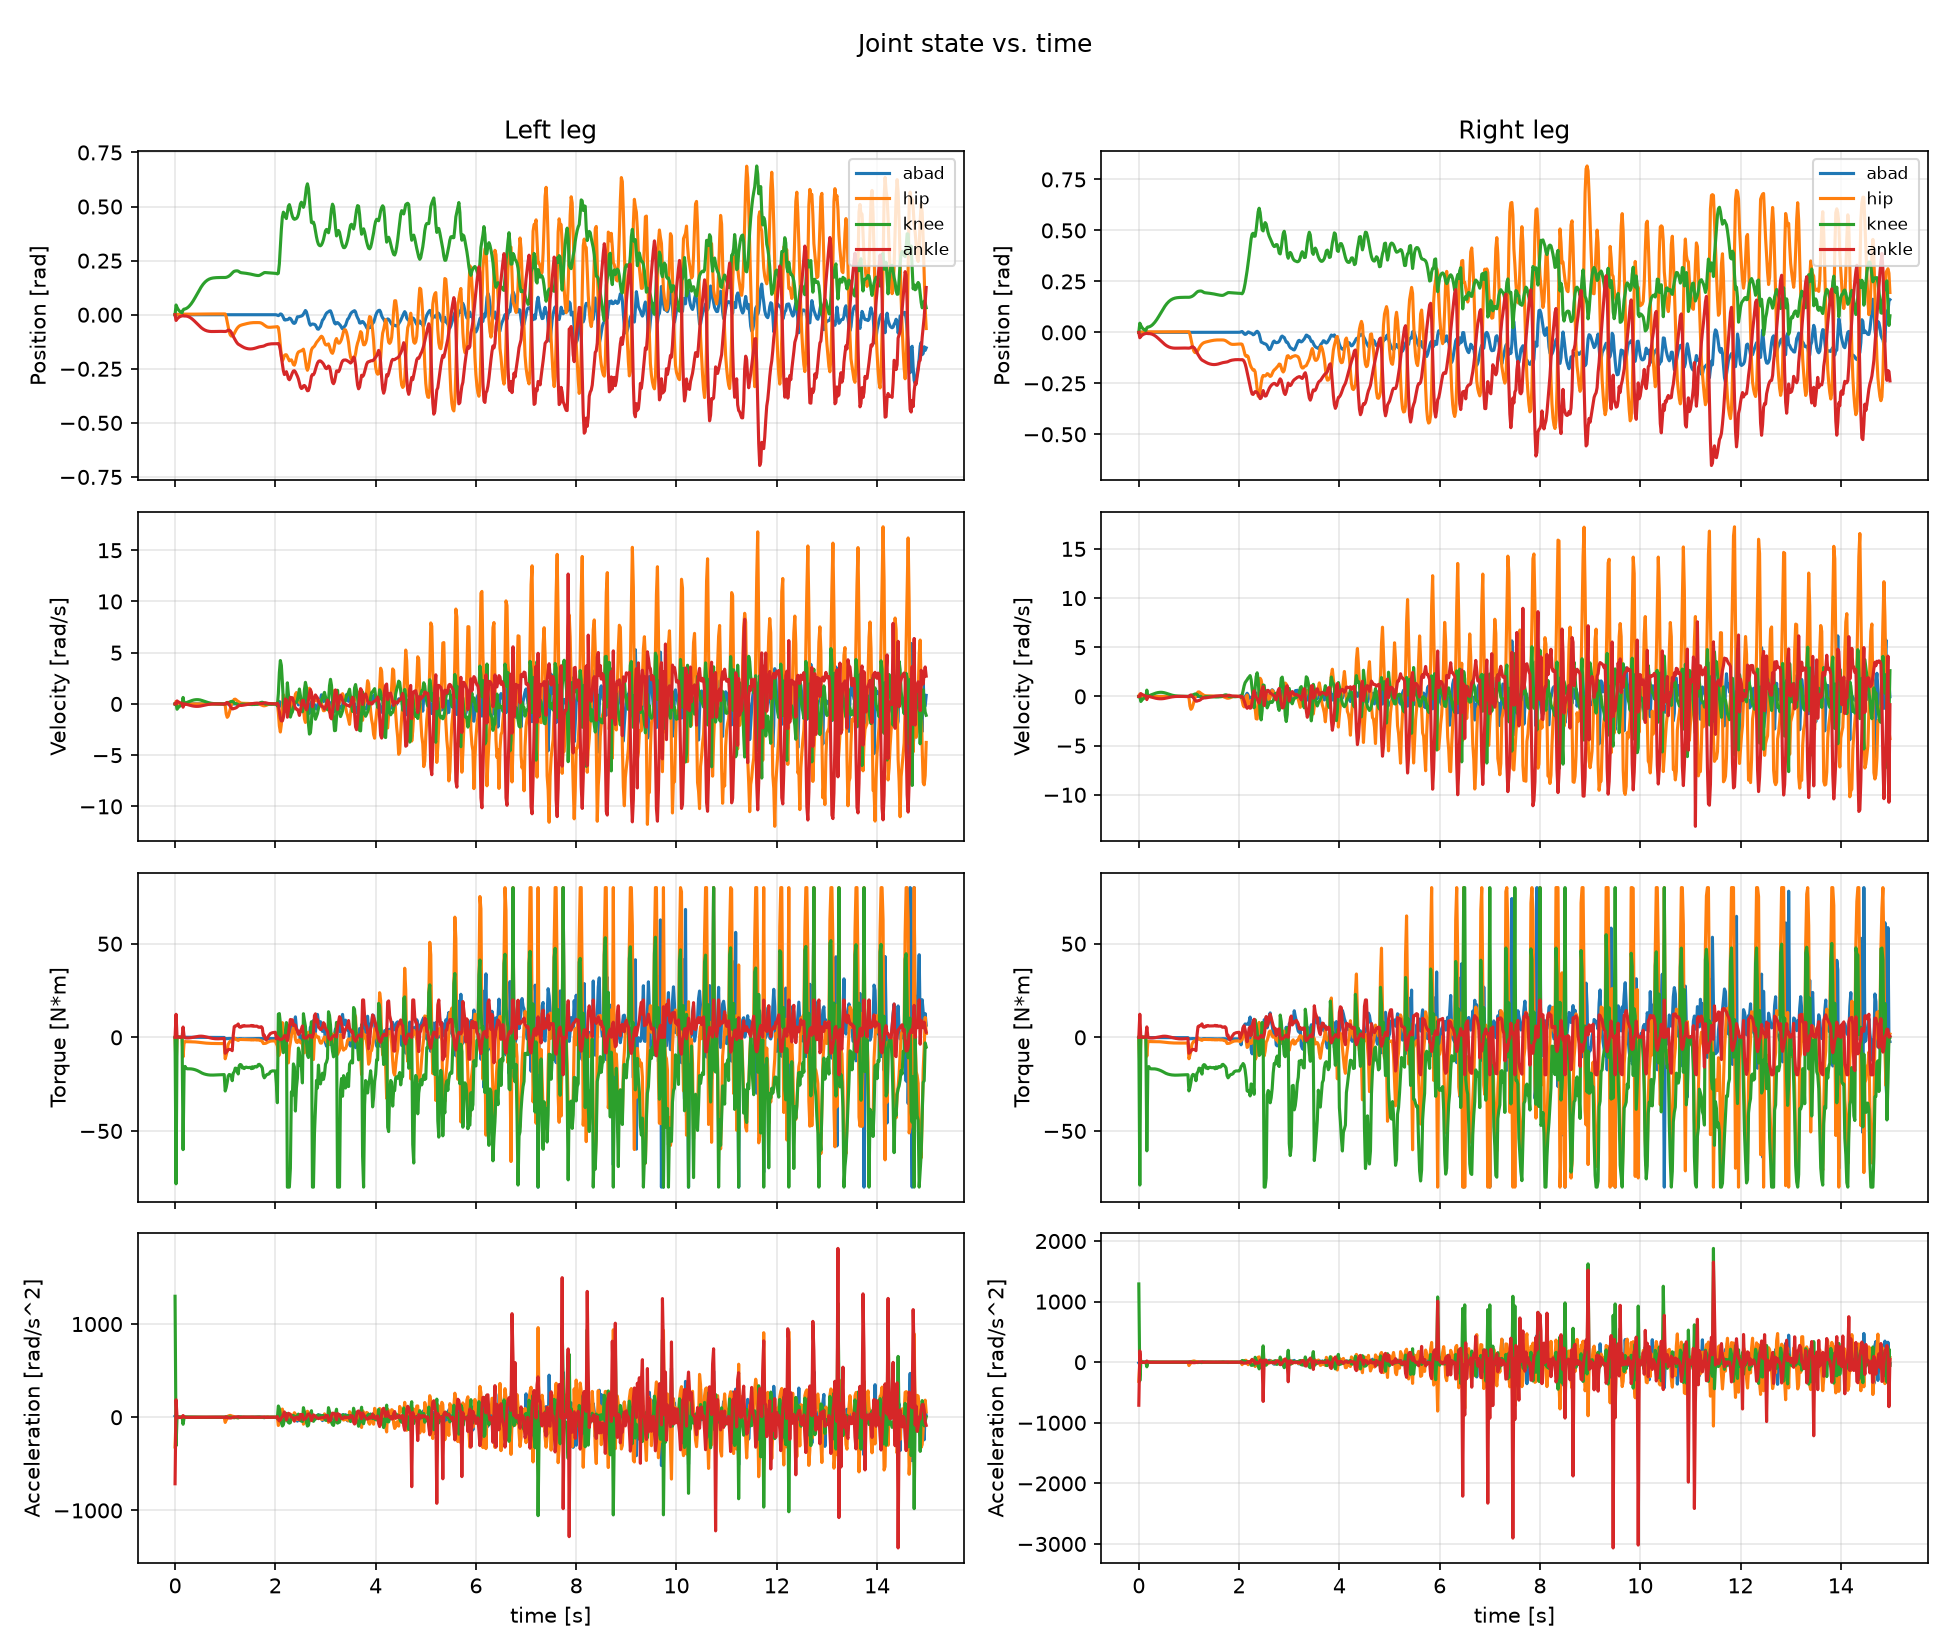 Joint state vs. time
Left leg
Right leg
Position [rad]
0.75
0.50
0.25
0.00
−0.25
−0.50
−0.75
abad
hip
knee
ankle
Position [rad]
0.75
0.50
0.25
0.00
−0.25
−0.50
abad
hip
knee
ankle
Velocity [rad/s]
15
10
5
0
−5
−10
Velocity [rad/s]
15
10
5
0
−5
−10
Torque [N*m]
50
0
−50
Torque [N*m]
50
0
−50
Acceleration [rad/s^2]
1000
0
−1000
0 2 4 6 8 10 12 14
time [s]
Acceleration [rad/s^2]
2000
1000
0
−1000
−2000
−3000
0 2 4 6 8 10 12 14
time [s]